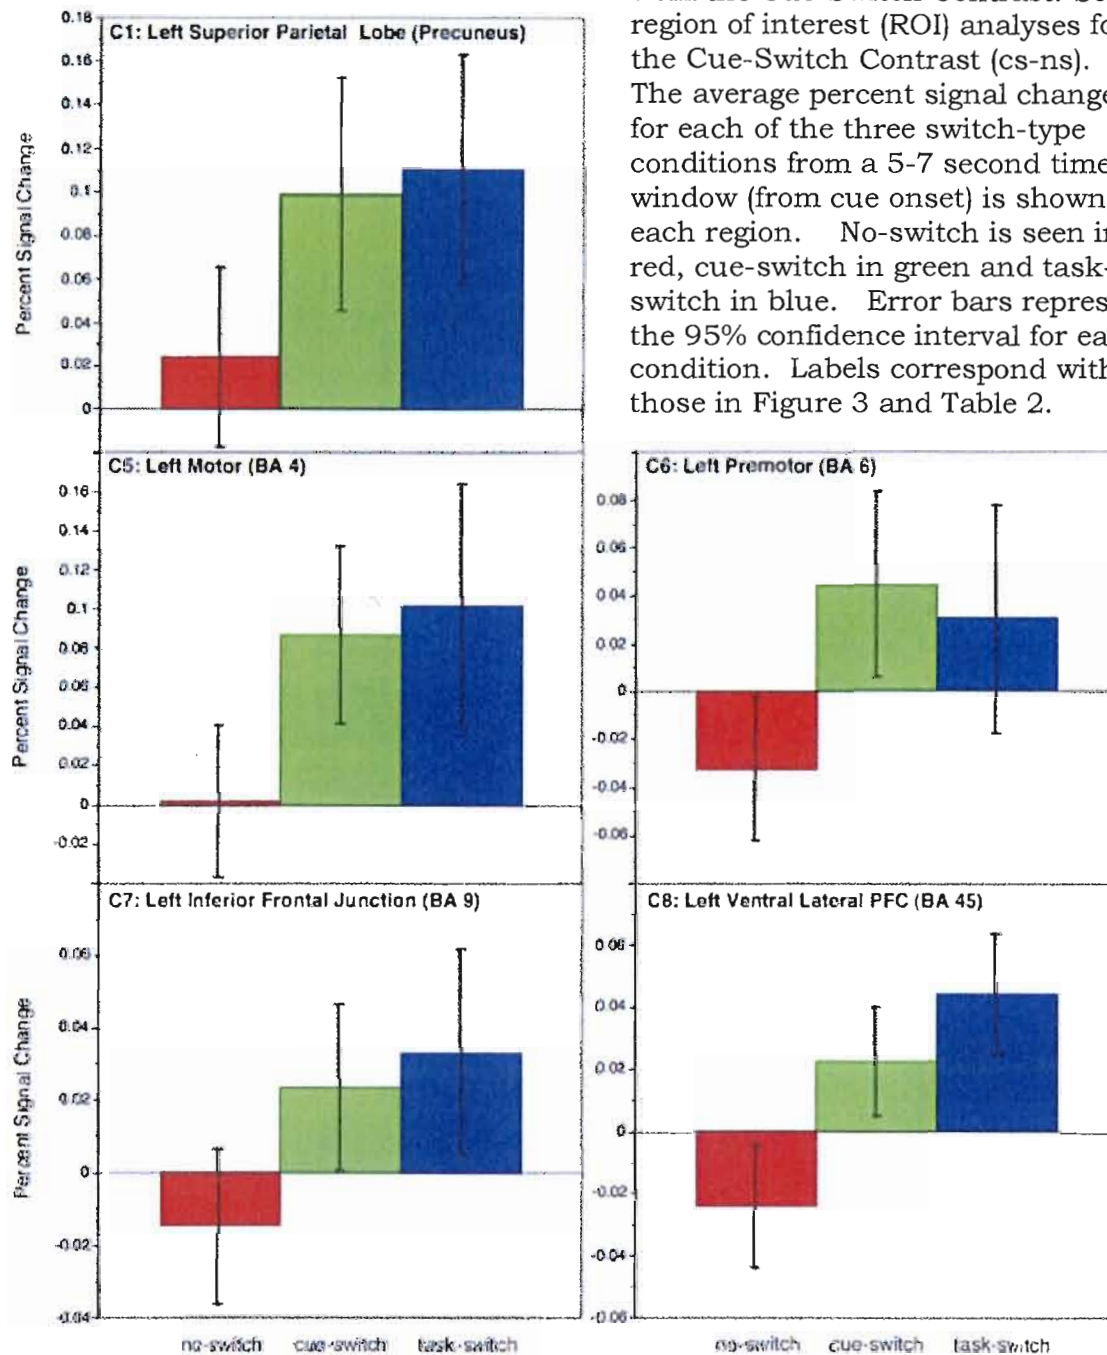 region of interest (ROI) analyses
the Cue-Switch Contrast (cs-ns).
The average percent signal change
for each of the three switch-type
conditions from a 5-7 second time
window (from cue onset) is shown
each region. No-switch is seen
red, cue-switch in green and task-
switch in blue. Error bars
the 95% confidence interval for
condition. Labels correspond with
those in Figure 3 and Table 2.
C1: Left Superior Parietal Lobe (Precuneus)
Percent Signal Change
0.18
0.16
0.14
0.12
0.1
0.08
0.06
0.04
0.02
0
C5: Left Motor (BA 4)
Percent Signal Change
0.16
0.14
0.12
0.1
0.08
0.06
0.04
0.02
0
-0.02
C6: Left Premotor (BA 6)
0.08
0.06
0.04
0.02
0
-0.02
-0.04
-0.06
C7: Left Inferior Frontal Junction (BA 9)
Percent Signal Change
0.06
0.04
0.02
0
-0.02
-0.04
no-switch cue-switch task-switch
C8: Left Ventral Lateral PFC (BA 45)
0.06
0.04
0.02
0
-0.02
-0.04
-0.06
no-switch cue-switch task-switch